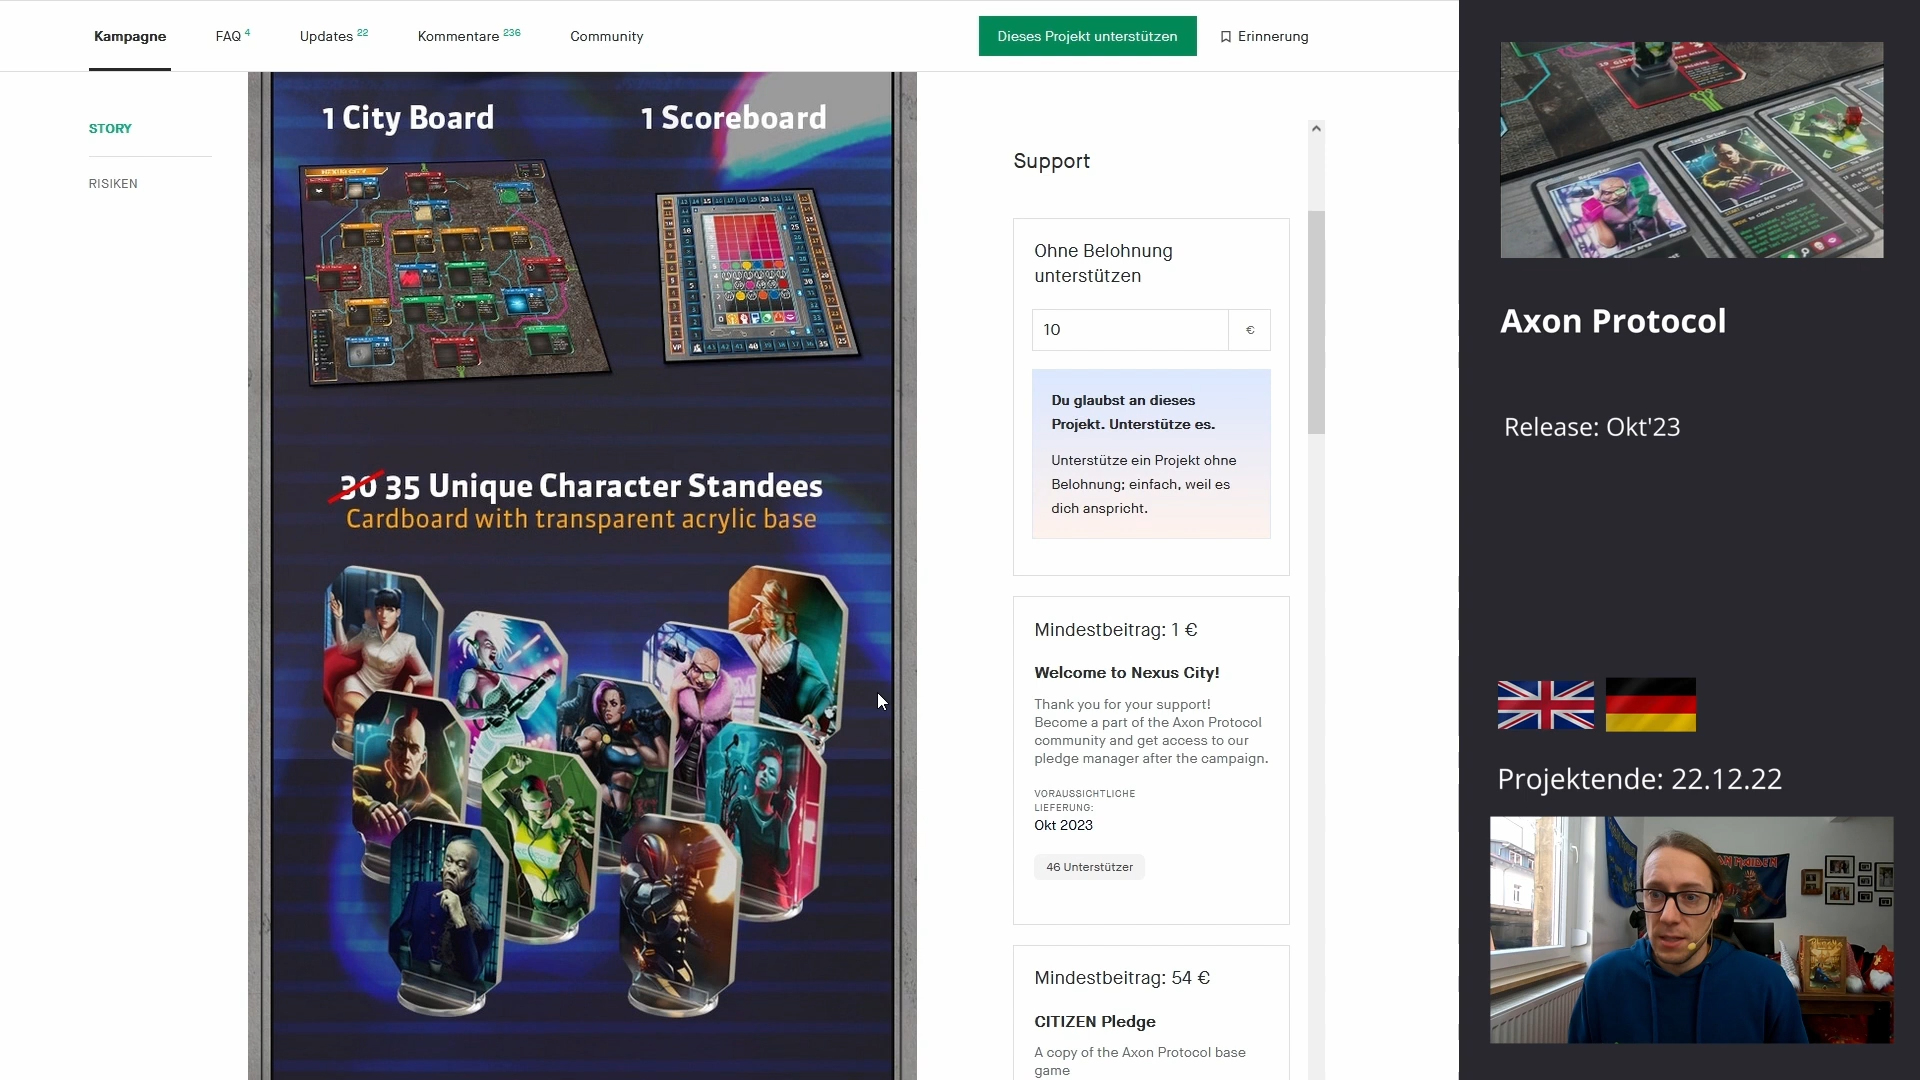 Kampagne
FAQ 4
Updates 22
Kommentare 236
Community
Dieses Projekt unterstützen
Erinnerung
STORY
RISIKEN
1 City Board
1 Scoreboard
30 35 Unique Character Standees
Cardboard with transparent acrylic base
Support
Ohne Belohnung
unterstützen
10
€
Du glaubst an dieses
Projekt. Unterstütze es.
Unterstütze ein Projekt ohne
Belohnung; einfach, weil es
dich anspricht.
Mindestbeitrag: 1 €
Welcome to Nexus City!
Thank you for your support!
Become a part of the Axon Protocol
community and get access to our
pledge manager after the campaign.
VORAUSSICHTLICHE
LIEFERUNG:
Okt 2023
46 Unterstützer
Mindestbeitrag: 54 €
CITIZEN Pledge
A copy of the Axon Protocol base
game
Axon Protocol
Release: Okt'23
Projektende: 22.12.22
IRON MAIDEN